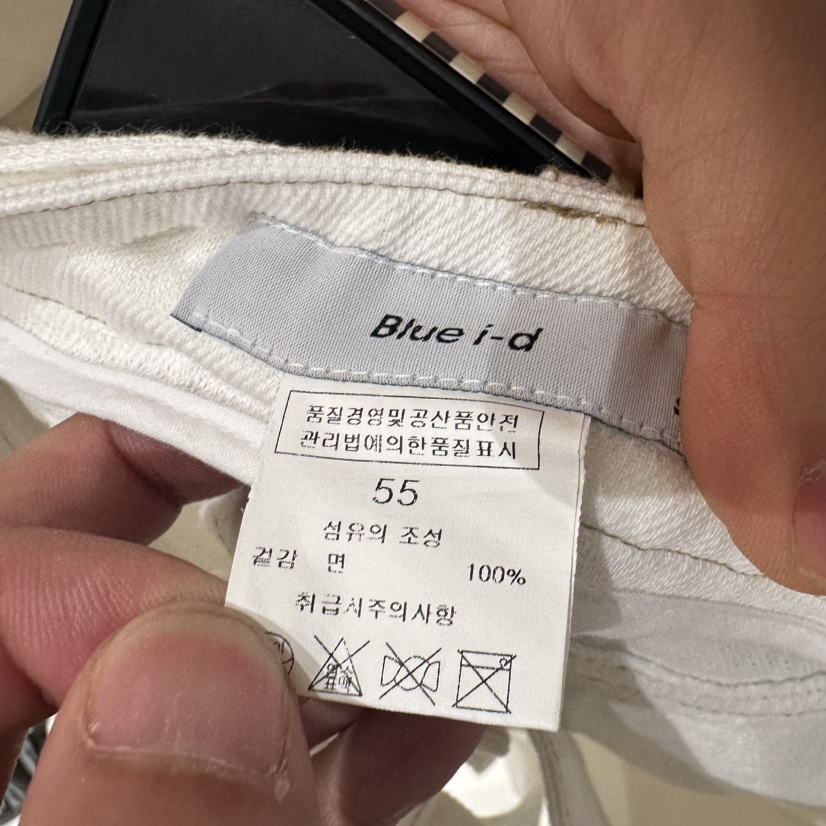 Blue i-d
품질경영및공산품안전
관리법에의한품질표시
55
섬유의 조성
겉감 면 100%
취급시주의사항